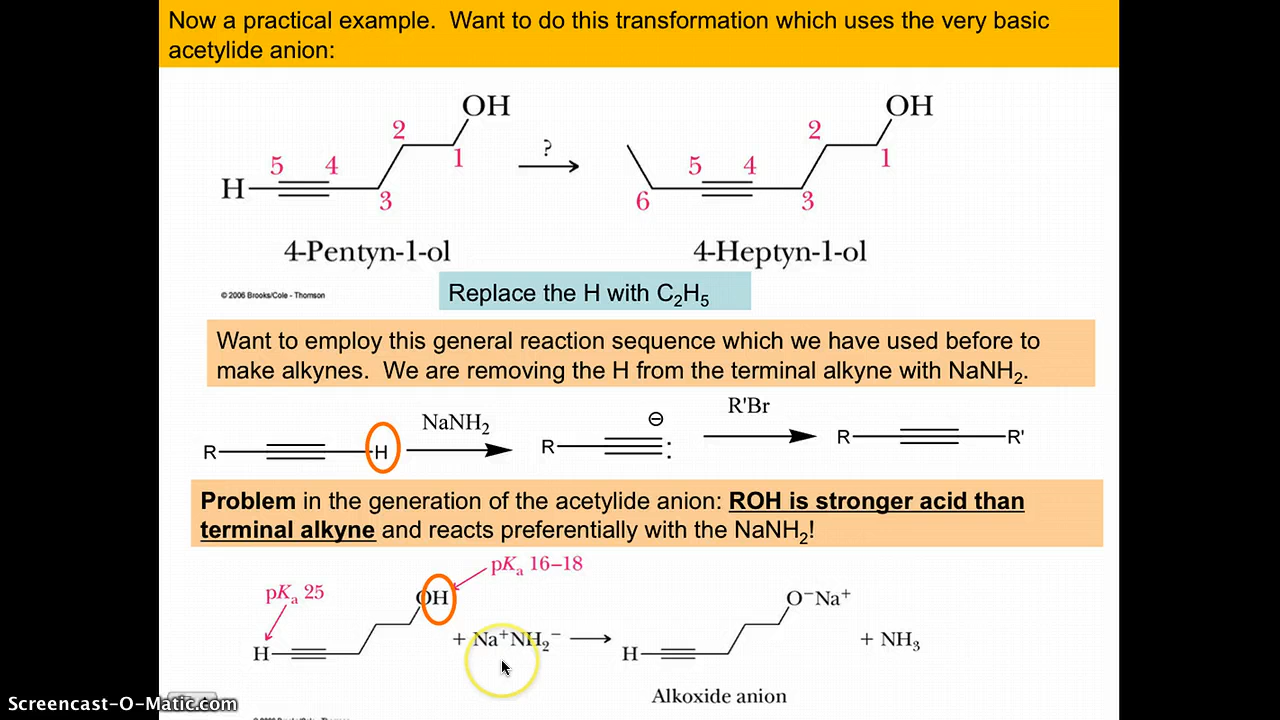 Now a practical example. Want to do this transformation which uses the very basic
acetylide anion:
OH
OH
2
2
5
4
1
?
5
4
1
H
3
6
3
4-Pentyn-1-ol
4-Heptyn-1-ol
© 2006 Brooks/Cole - Thomson
Replace the H with C₂H₅
Want to employ this general reaction sequence which we have used before to
make alkynes. We are removing the H from the terminal alkyne with NaNH₂.
R'Br
NaNH₂
⊖
R
H
R
:
R
R'
Problem in the generation of the acetylide anion: ROH is stronger acid than
terminal alkyne and reacts preferentially with the NaNH₂!
pKₐ 16–18
pKₐ 25
OH
O⁻Na⁺
H
+ Na⁺NH₂⁻
H
+ NH₃
Alkoxide anion
Screencast-O-Matic.com